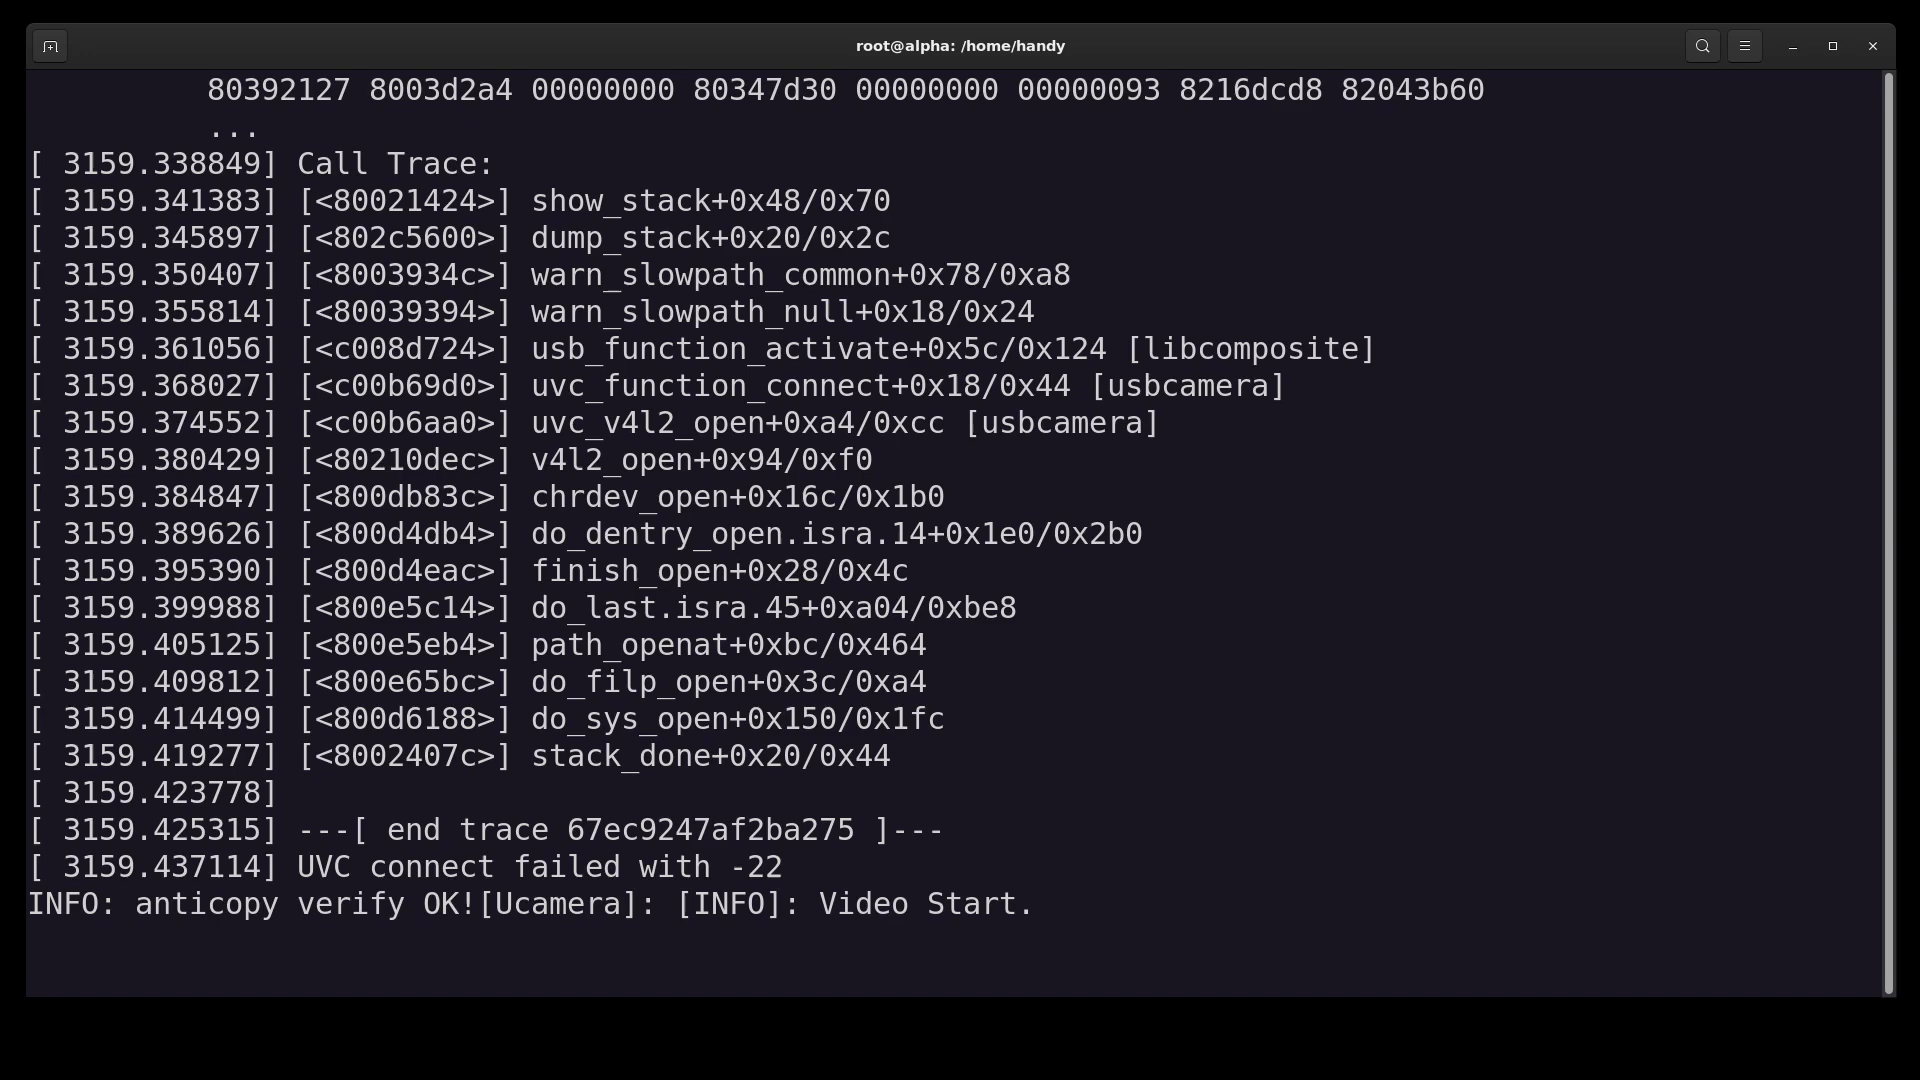 root@alpha: /home/handy
80392127 8003d2a4 00000000 80347d30 00000000 00000093 8216dcd8 82043b60
...
[ 3159.338849] Call Trace:
[ 3159.341383] [<80021424>] show_stack+0x48/0x70
[ 3159.345897] [<802c5600>] dump_stack+0x20/0x2c
[ 3159.350407] [<8003934c>] warn_slowpath_common+0x78/0xa8
[ 3159.355814] [<80039394>] warn_slowpath_null+0x18/0x24
[ 3159.361056] [<c008d724>] usb_function_activate+0x5c/0x124 [libcomposite]
[ 3159.368027] [<c00b69d0>] uvc_function_connect+0x18/0x44 [usbcamera]
[ 3159.374552] [<c00b6aa0>] uvc_v4l2_open+0xa4/0xcc [usbcamera]
[ 3159.380429] [<80210dec>] v4l2_open+0x94/0xf0
[ 3159.384847] [<800db83c>] chrdev_open+0x16c/0x1b0
[ 3159.389626] [<800d4db4>] do_dentry_open.isra.14+0x1e0/0x2b0
[ 3159.395390] [<800d4eac>] finish_open+0x28/0x4c
[ 3159.399988] [<800e5c14>] do_last.isra.45+0xa04/0xbe8
[ 3159.405125] [<800e5eb4>] path_openat+0xbc/0x464
[ 3159.409812] [<800e65bc>] do_filp_open+0x3c/0xa4
[ 3159.414499] [<800d6188>] do_sys_open+0x150/0x1fc
[ 3159.419277] [<8002407c>] stack_done+0x20/0x44
[ 3159.423778]
[ 3159.425315] ---[ end trace 67ec9247af2ba275 ]---
[ 3159.437114] UVC connect failed with -22
INFO: anticopy verify OK![Ucamera]: [INFO]: Video Start.